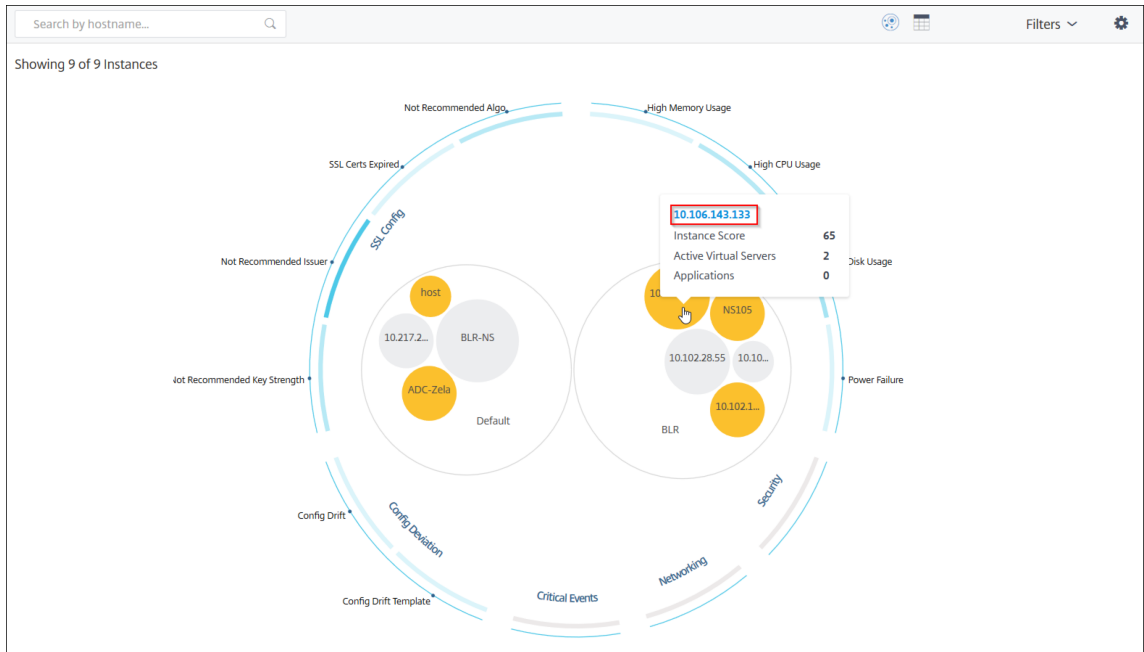 Search by hostname...
Filters
Showing 9 of 9 Instances
Not Recommended Algo
High Memory Usage
SSL Certs Expired
High CPU Usage
SSL Config
10.106.143.133
Instance Score 65
Active Virtual Servers 2
Applications 0
Not Recommended Issuer
Disk Usage
host
10
NS105
10.217.2...
BLR-NS
10.102.28.55
10.10...
Not Recommended Key Strength
Power Failure
ADC-Zela
10.102.1...
Default
BLR
Security
Config Drift
Config Deviation
Networking
Critical Events
Config Drift Template